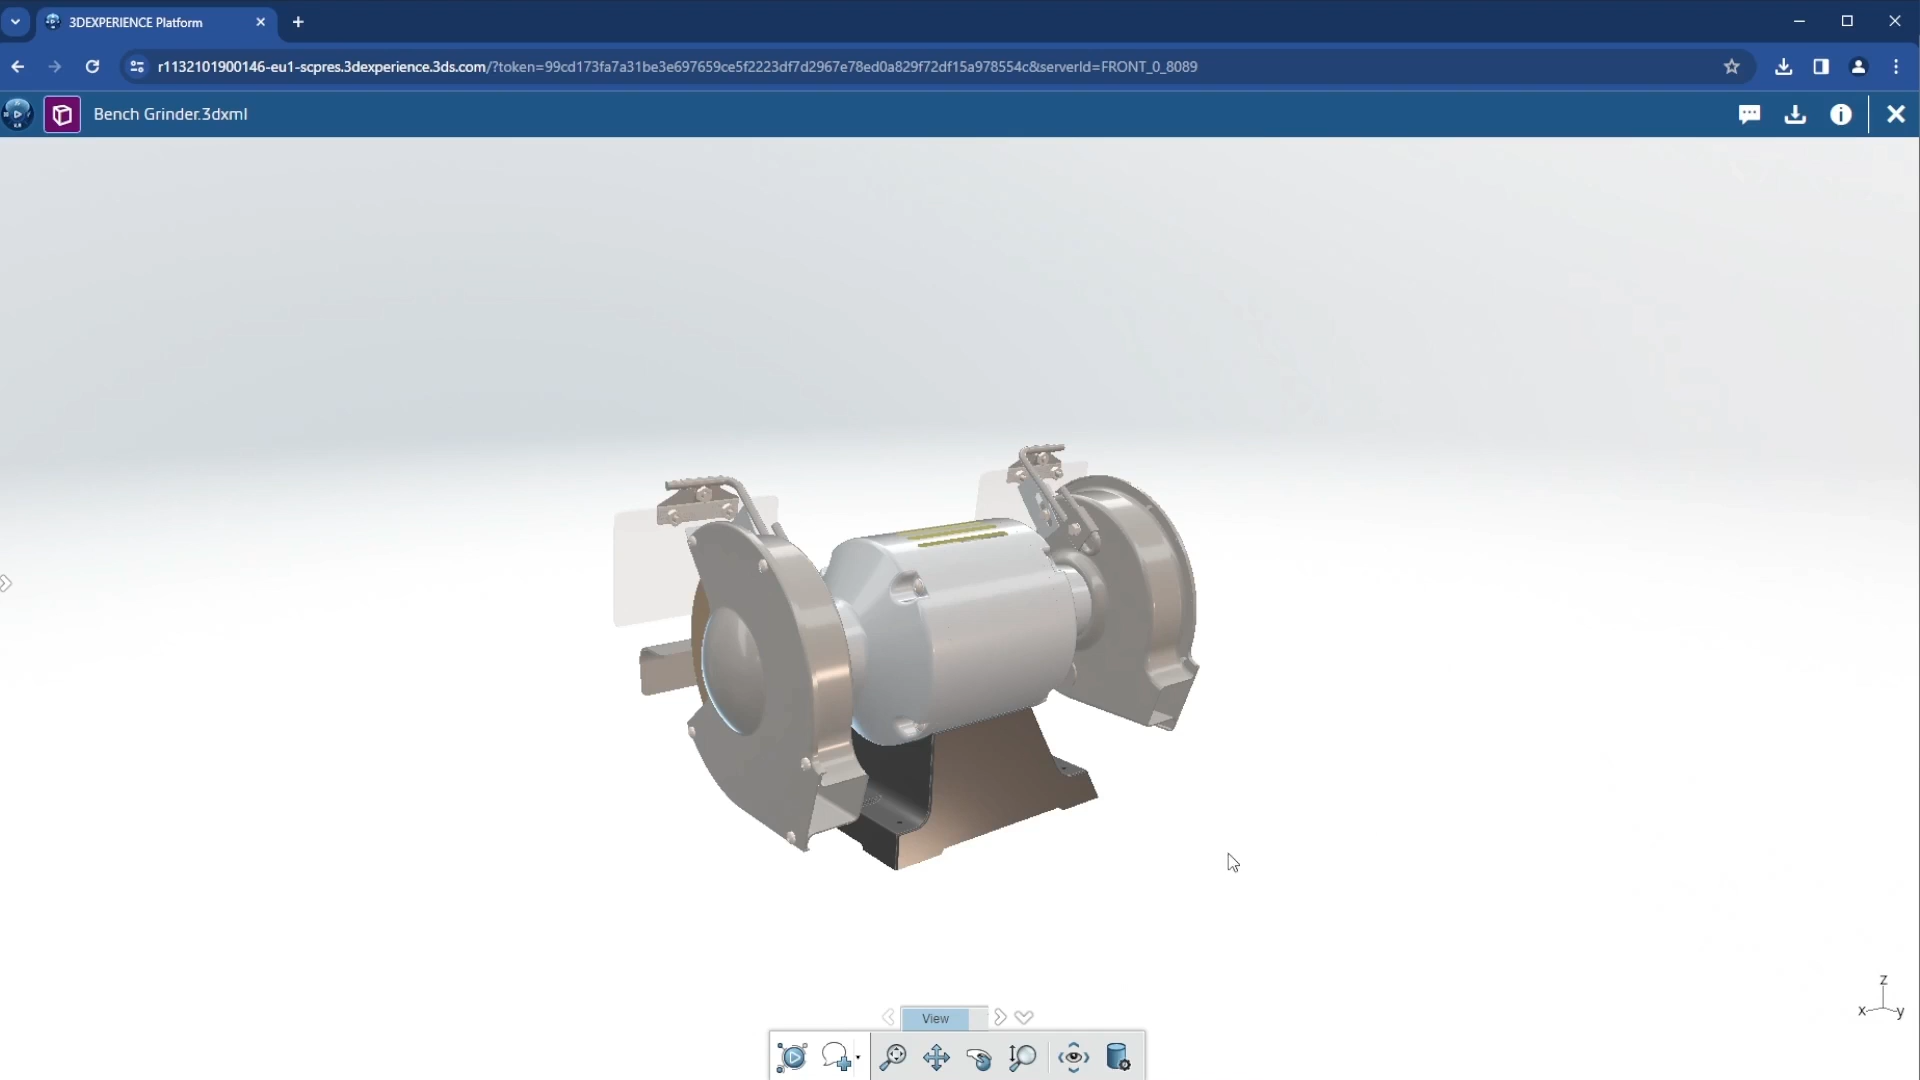 3DEXPERIENCE Platform
r1132101900146-eu1-scpres.3dexperience.3ds.com/?token=99cd173fa7a31be3e697659ce5f2223df7d2967e78ed0a829f72df15a978554c&serverId=FRONT_0_8089
Bench Grinder.3dxml
z
x
y
View